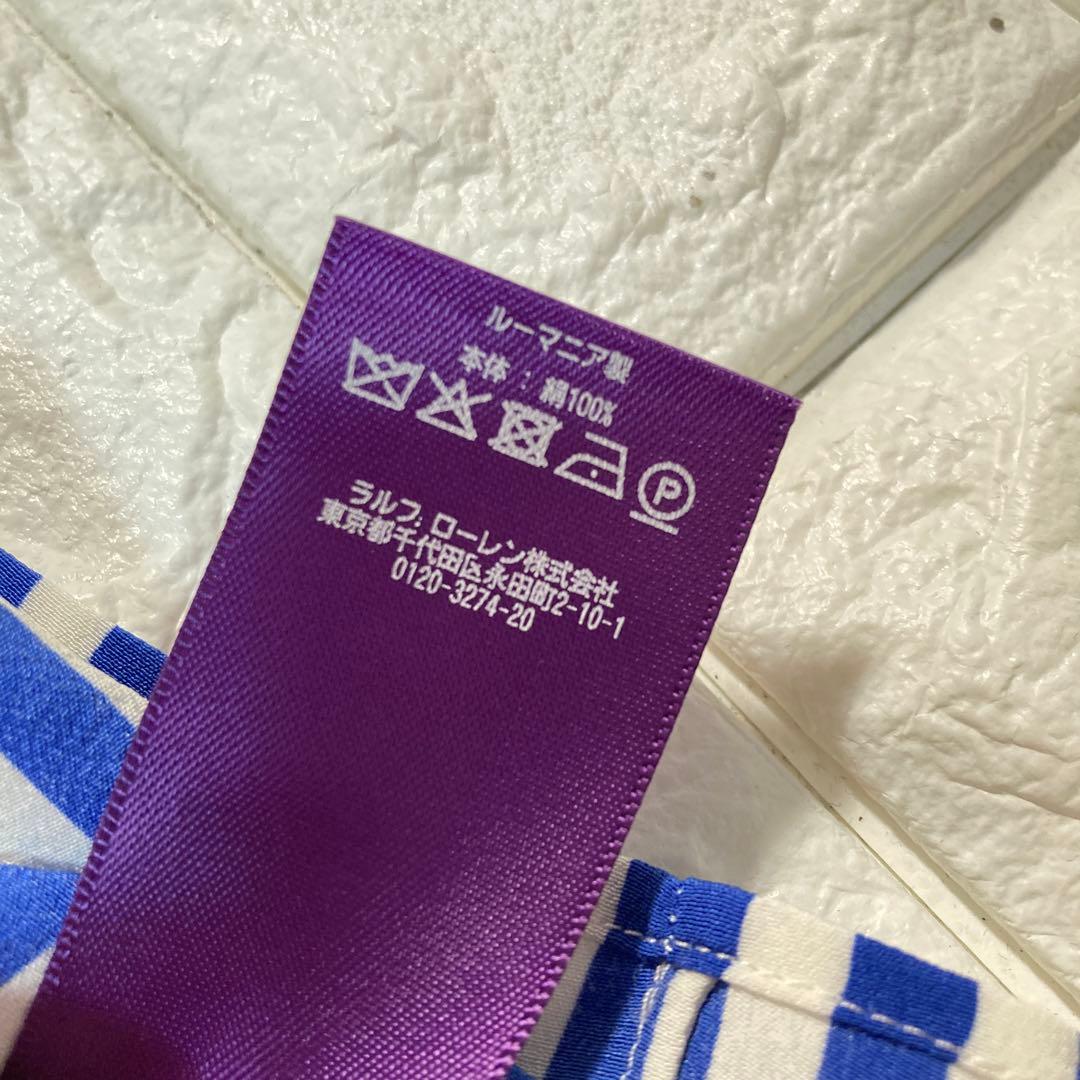 ルーマニア製
本体：絹100%
P
ラルフ．ローレン株式会社
東京都千代田区永田町2-10-1
0120-3274-20